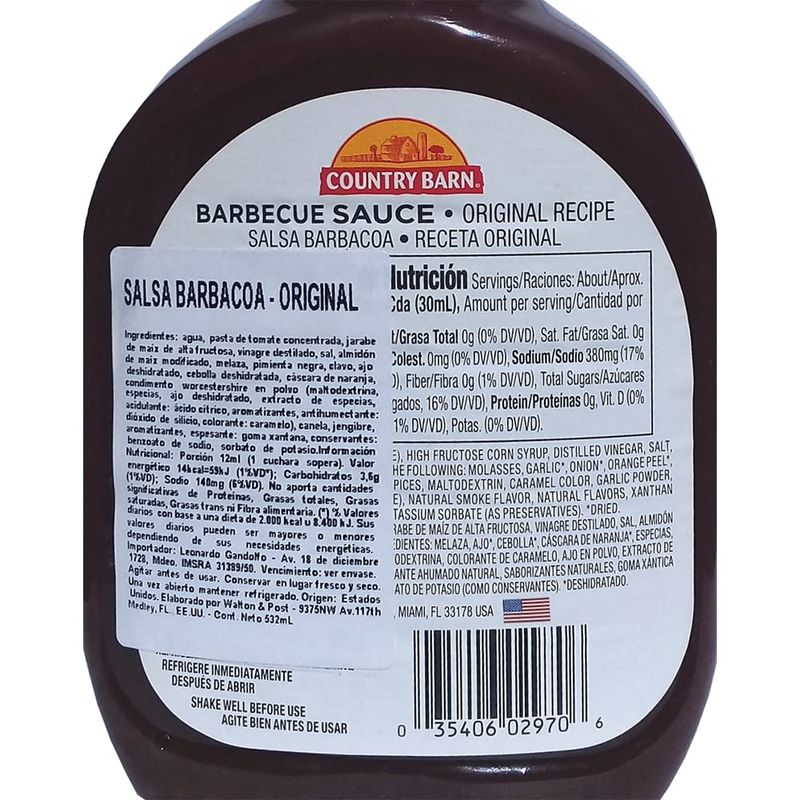 COUNTRY BARN®
BARBECUE SAUCE • ORIGINAL RECIPE
SALSA BARBACOA • RECETA ORIGINAL
SALSA BARBACOA - ORIGINAL
Ingredientes: agua, pasta de tomate concentrada, jarabe
de maíz de alta fructosa, vinagre destilado, sal, almidón
de maíz modificado, melaza, pimienta negra, clavo, ajo
deshidratado, cebolla deshidratada, cáscara de naranja,
condimento worcestershire en polvo (maltodextrina,
especias, ajo deshidratado, extracto de especias,
acidulante: ácido cítrico, aromatizantes, antihumectante:
dióxido de silicio, colorante: caramelo), canela, jengibre,
aromatizantes, espesante: goma xantana, conservantes:
benzoato de sodio, sorbato de potasio.Información
Nutricional: Porción 12ml (1 cuchara sopera). Valor
energético 14kcal=59kJ (1%VD*); Carbohidratos 3,6g
(1%VD); Sodio 140mg (6%VD). No aporta cantidades
significativas de Proteínas, Grasas totales, Grasas
saturadas, Grasas trans ni Fibra alimentaria. (*) % Valores
diarios con base a una dieta de 2.000 kcal u 8.400 kJ. Sus
valores diarios pueden ser mayores o menores
dependiendo de sus necesidades energéticas.
Importador: Leonardo Gandolfo - Av. 18 de diciembre
1728, Mdeo. IMSRA 31389/50. Vencimiento: ver envase.
Agitar antes de usar. Conservar en lugar fresco y seco.
Una vez abierto mantener refrigerado. Origen: Estados
Unidos. Elaborado por Walton & Post - 9375NW Av.117th
Medley, FL., EE.UU. - Cont. Neto 532mL
Nutrición Servings/Raciones: About/Aprox.
Cda (30mL), Amount per serving/Cantidad por
t/Grasa Total 0g (0% DV/VD), Sat. Fat/Grasa Sat. 0g
Colest. 0mg (0% DV/VD), Sodium/Sodio 380mg (17%
), Fiber/Fibra 0g (1% DV/VD), Total Sugars/Azúcares
gados, 16% DV/VD), Protein/Proteínas 0g, Vit. D (0%
1% DV/VD), Potas. (0% DV/VD).
), HIGH FRUCTOSE CORN SYRUP, DISTILLED VINEGAR, SALT,
HE FOLLOWING: MOLASSES, GARLIC*, ONION*, ORANGE PEEL*,
PICES, MALTODEXTRIN, CARAMEL COLOR, GARLIC POWDER,
E), NATURAL SMOKE FLAVOR, NATURAL FLAVORS, XANTHAN
TASSIUM SORBATE (AS PRESERVATIVES). *DRIED.
RABE DE MAÍZ DE ALTA FRUCTOSA, VINAGRE DESTILADO, SAL, ALMIDÓN
EDIENTES: MELAZA, AJO*, CEBOLLA*, CÁSCARA DE NARANJA*, ESPECIAS,
ODEXTRINA, COLORANTE DE CARAMELO, AJO EN POLVO, EXTRACTO DE
ANTE AHUMADO NATURAL, SABORIZANTES NATURALES, GOMA XÁNTICA
ATO DE POTASIO (COMO CONSERVANTES). *DESHIDRATADO.
, MIAMI, FL 33178 USA
REFRIGERE INMEDIATAMENTE
DESPUÉS DE ABRIR
SHAKE WELL BEFORE USE
AGITE BIEN ANTES DE USAR
0 35406 02970 6